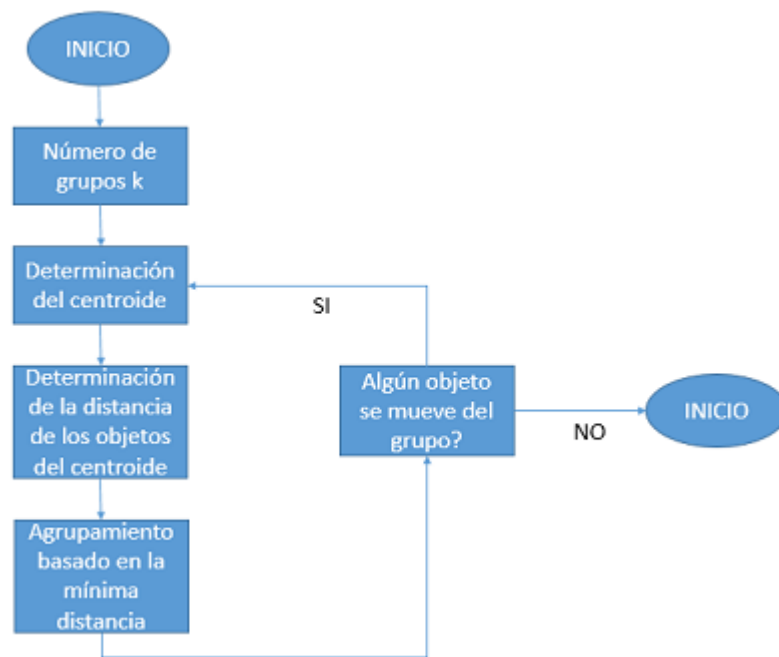 INICIO
Número de
grupos k
Determinación
del centroide
SI
Determinación
de la distancia
de los objetos
del centroide
Algún objeto
se mueve del
grupo?
NO
INICIO
Agrupamiento
basado en la
mínima
distancia